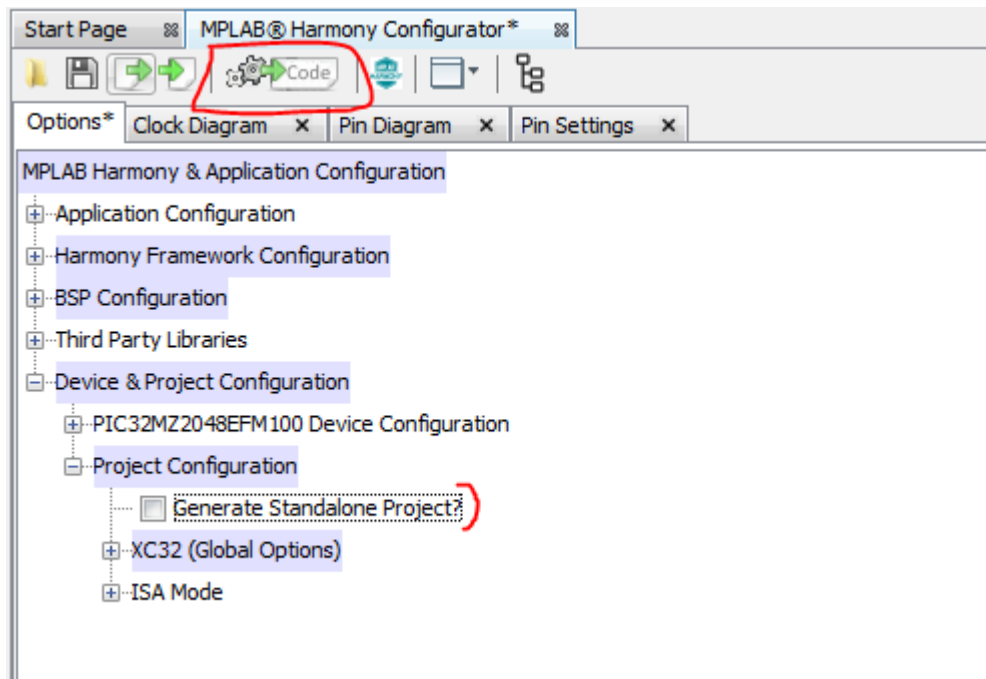 Start Page MPLAB® Harmony Configurator*
Code
Options* Clock Diagram Pin Diagram Pin Settings
MPLAB Harmony & Application Configuration
Application Configuration
Harmony Framework Configuration
BSP Configuration
Third Party Libraries
Device & Project Configuration
PIC32MZ2048EFM100 Device Configuration
Project Configuration
Generate Standalone Project?
XC32 (Global Options)
ISA Mode